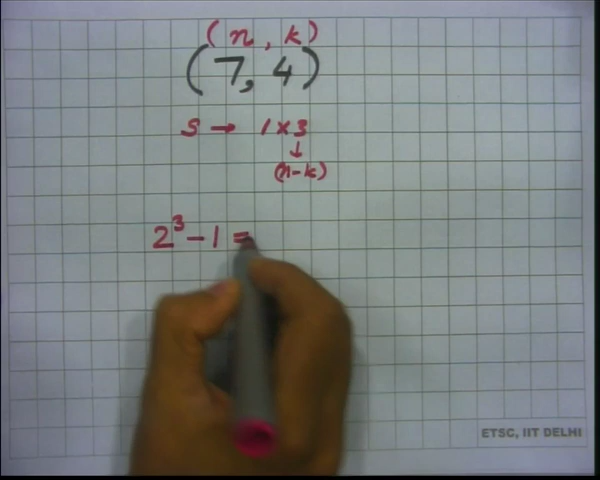 (n, k)
(7, 4)
S → 1×3
↓
(n-k)
2³-1 =
ETSC, IIT DELHI